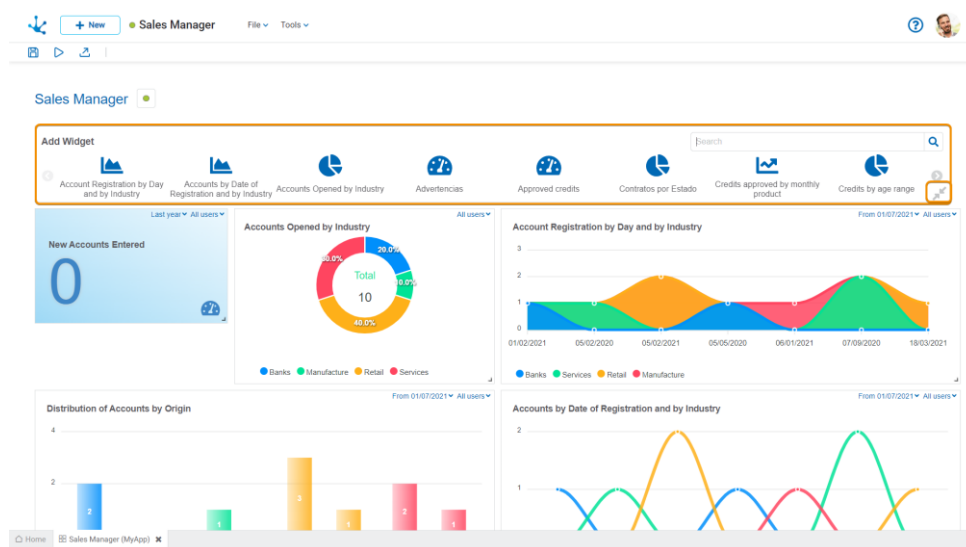 New
Sales Manager
File
Tools
Sales Manager
Add Widget
Search
Account Registration by Day
and by Industry
Accounts by Date of
Registration and by Industry
Accounts Opened by Industry
Advertencias
Approved credits
Contratos por Estado
Credits approved by monthly
product
Credits by age range
Last year All users
New Accounts Entered
0
All users
Accounts Opened by Industry
30.0%
20.0%
10.0%
40.0%
Total
10
Banks Manufacture Retail Services
From 01/07/2021 All users
Account Registration by Day and by Industry
3
2
1
0
01/02/2021 05/02/2020 05/02/2021 05/05/2020 06/01/2021 07/09/2020 18/03/2021
Banks Services Retail Manufacture
From 01/07/2021 All users
Distribution of Accounts by Origin
4
2
2
1
3
1
2
1
From 01/07/2021 All users
Accounts by Date of Registration and by Industry
2
1
Home
Sales Manager (MyApp)